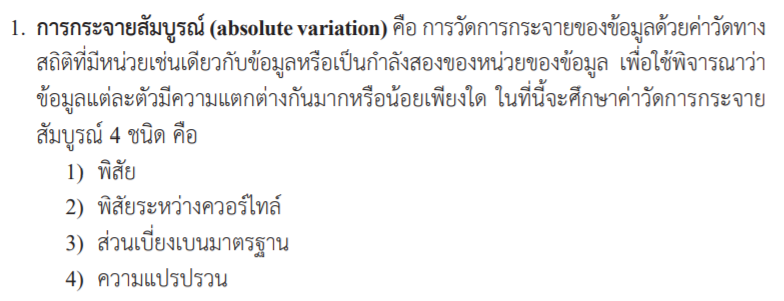 1. การกระจายสัมบูรณ์ (absolute variation) คือ การวัดการกระจายของข้อมูลด้วยค่าวัดทาง
สถิติที่มีหน่วยเช่นเดียวกับข้อมูลหรือเป็นกำลังสองของหน่วยของข้อมูล เพื่อใช้พิจารณาว่า
ข้อมูลแต่ละตัวมีความแตกต่างกันมากหรือน้อยเพียงใด ในที่นี้จะศึกษาค่าวัดการกระจาย
สัมบูรณ์ 4 ชนิด คือ
1) พิสัย
2) พิสัยระหว่างควอร์ไทล์
3) ส่วนเบี่ยงเบนมาตรฐาน
4) ความแปรปรวน